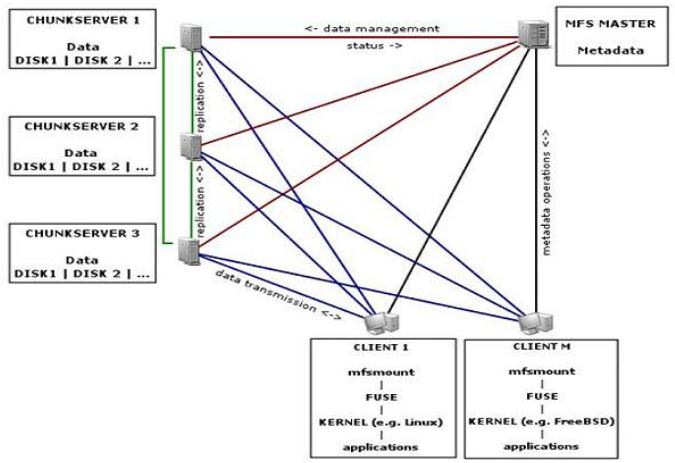 CHUNKSERVER 1
Data
DISK1 | DISK 2 | ...
<- data management
status ->
MFS MASTER
Metadata
replication <->
CHUNKSERVER 2
Data
DISK1 | DISK 2 | ...
replication <->
metadata operations <->
CHUNKSERVER 3
Data
DISK1 | DISK 2 | ...
data transmission <->
CLIENT 1
mfsmount
|
FUSE
|
KERNEL (e.g. Linux)
|
applications
CLIENT M
mfsmount
|
FUSE
|
KERNEL (e.g. FreeBSD)
|
applications